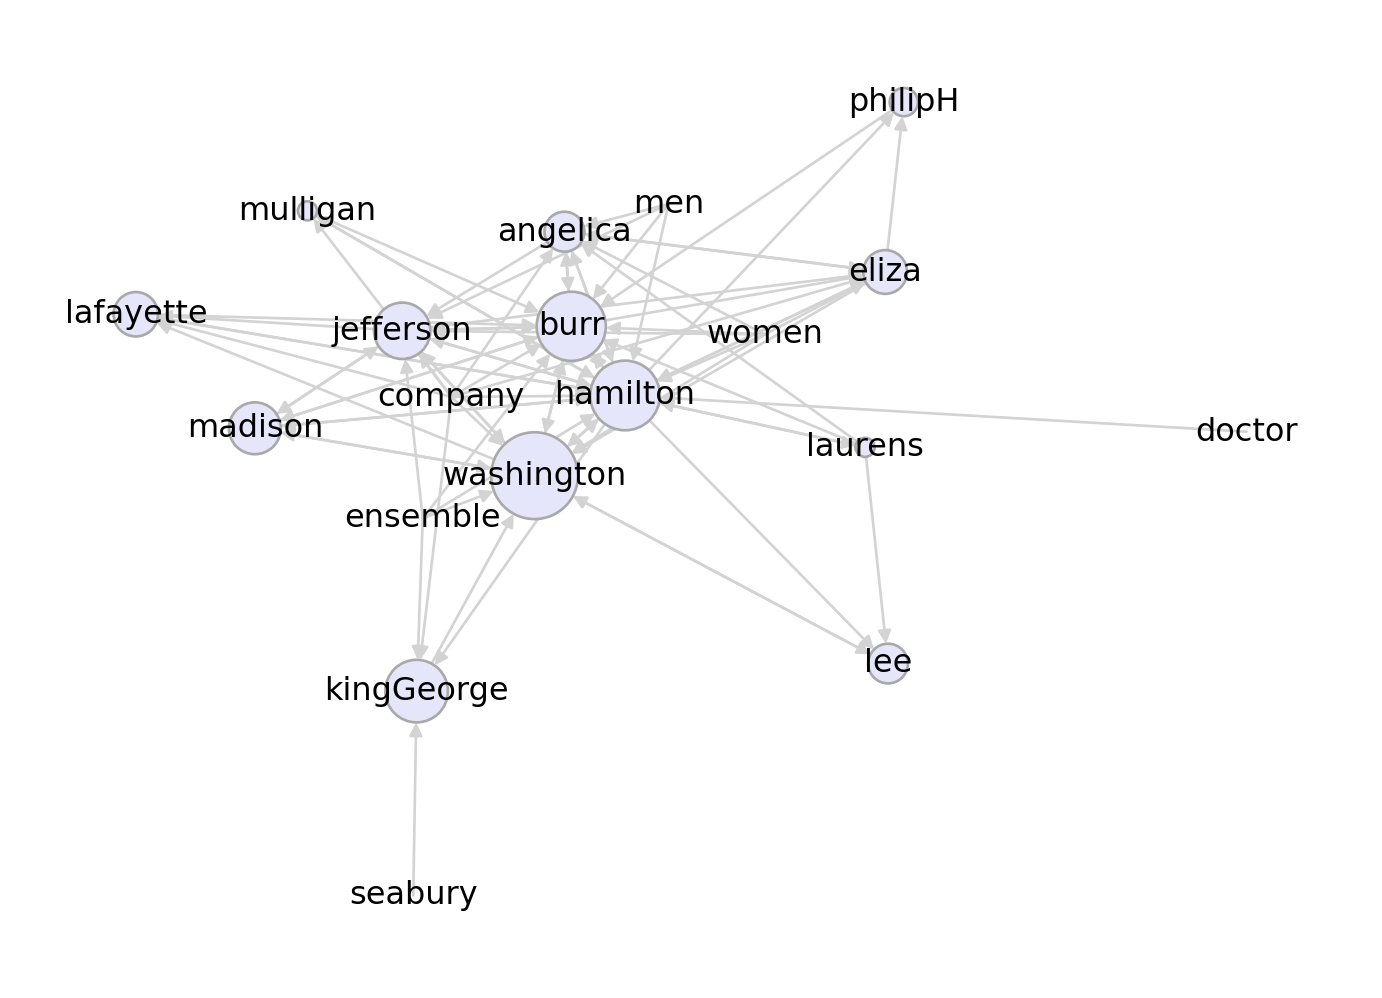 philipH
men
mulligan
angelica
eliza
lafayette
jefferson
burr
women
company
hamilton
madison
doctor
laurens
washington
ensemble
lee
kingGeorge
seabury